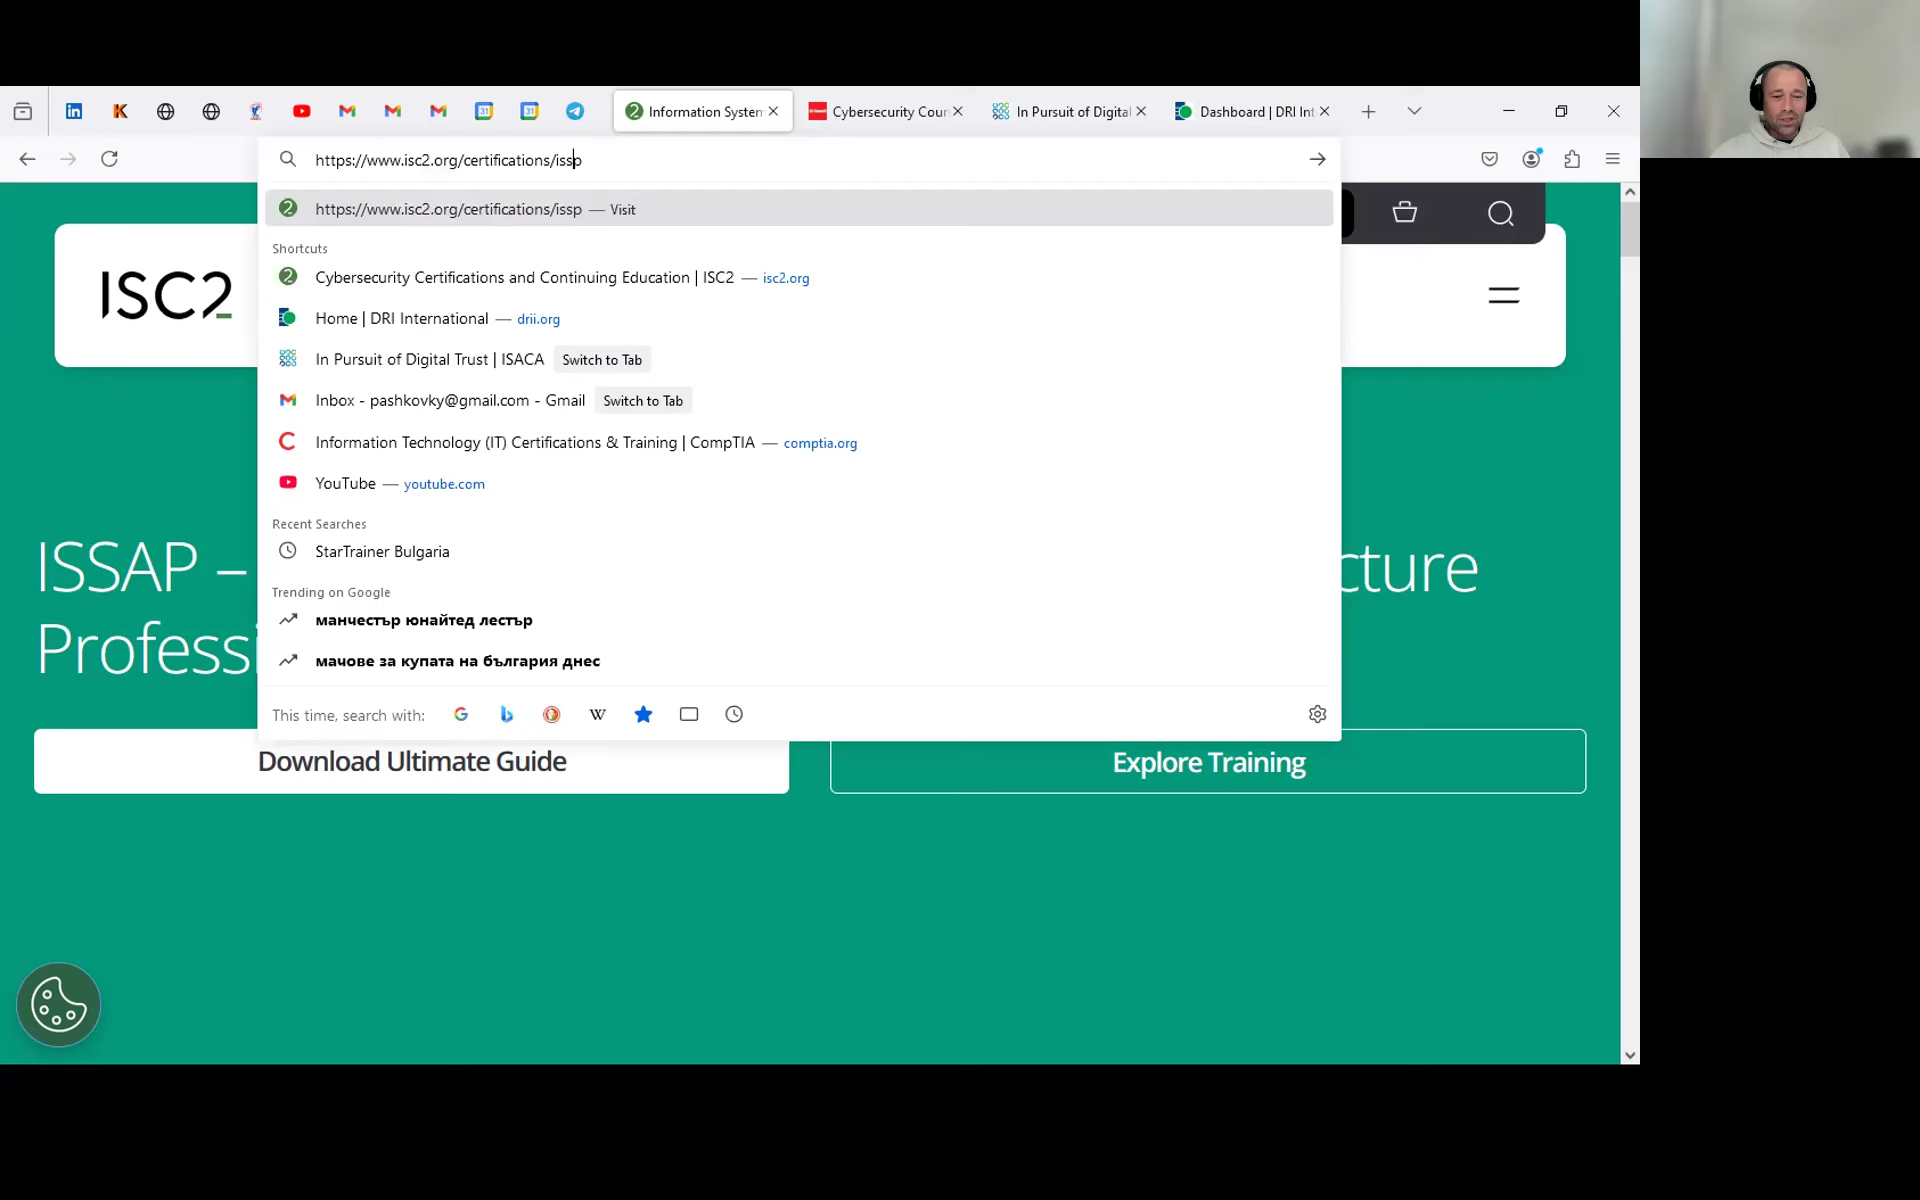 Information System
Cybersecurity Cour
In Pursuit of Digital
Dashboard | DRI Int
https://www.isc2.org/certifications/issp
https://www.isc2.org/certifications/issp — Visit
Shortcuts
Cybersecurity Certifications and Continuing Education | ISC2 — isc2.org
Home | DRI International — drii.org
In Pursuit of Digital Trust | ISACA Switch to Tab
Inbox - pashkovky@gmail.com - Gmail Switch to Tab
Information Technology (IT) Certifications & Training | CompTIA — comptia.org
YouTube — youtube.com
Recent Searches
StarTrainer Bulgaria
Trending on Google
манчестър юнайтед лестър
мачове за купата на българия днес
This time, search with:
ISC2
ISSAP – cture
Professi
Download Ultimate Guide
Explore Training